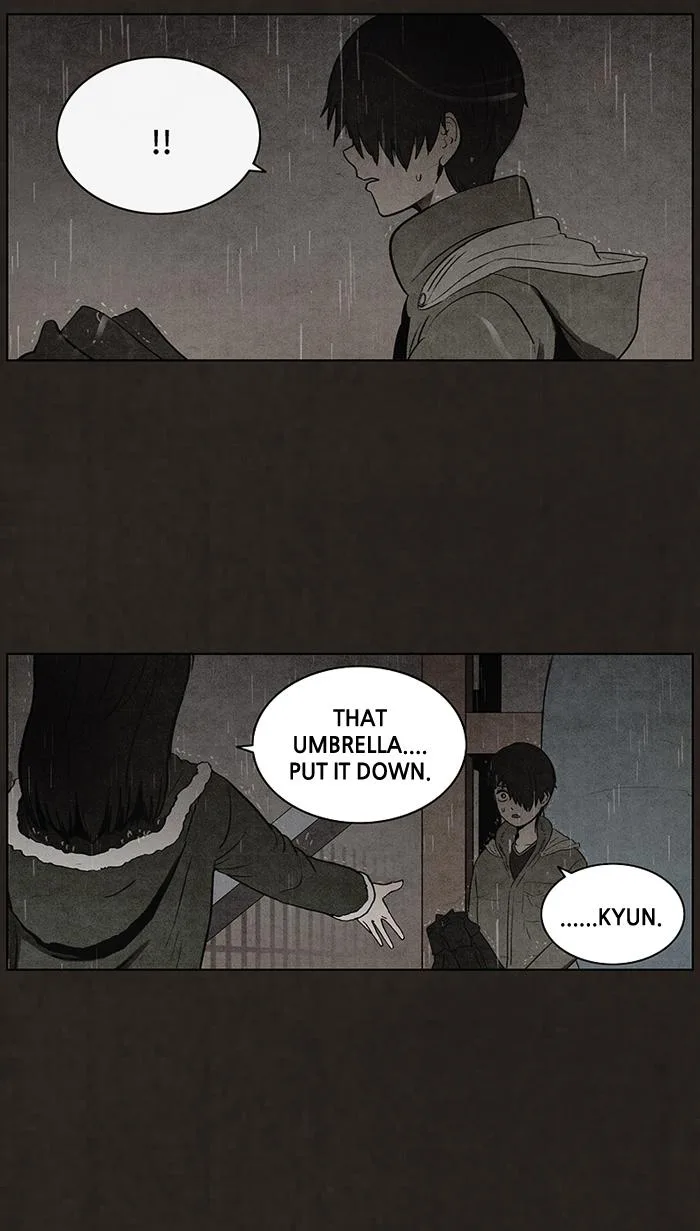 !!
THAT
UMBRELLA....
PUT IT DOWN.
......KYUN.